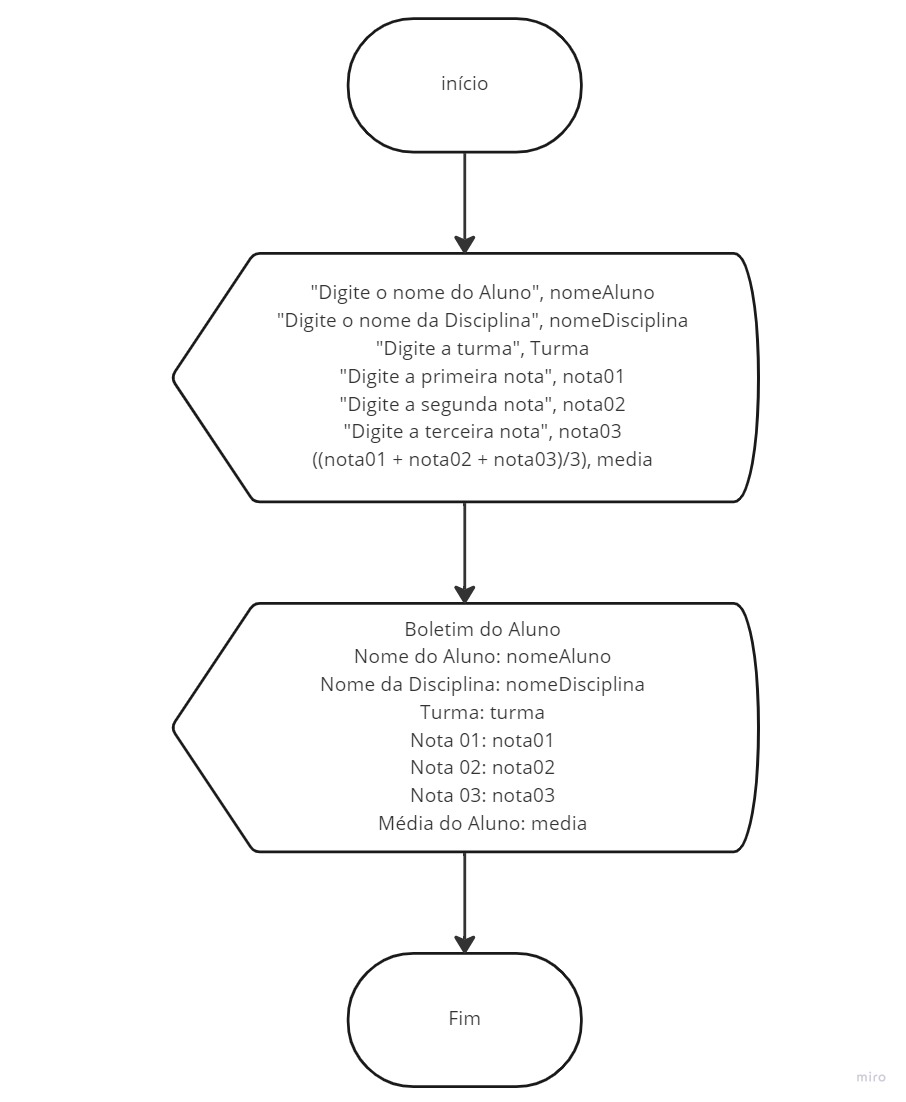 início
"Digite o nome do Aluno", nomeAluno
"Digite o nome da Disciplina", nomeDisciplina
"Digite a turma", Turma
"Digite a primeira nota", nota01
"Digite a segunda nota", nota02
"Digite a terceira nota", nota03
((nota01 + nota02 + nota03)/3), media
Boletim do Aluno
Nome do Aluno: nomeAluno
Nome da Disciplina: nomeDisciplina
Turma: turma
Nota 01: nota01
Nota 02: nota02
Nota 03: nota03
Média do Aluno: media
Fim
miro